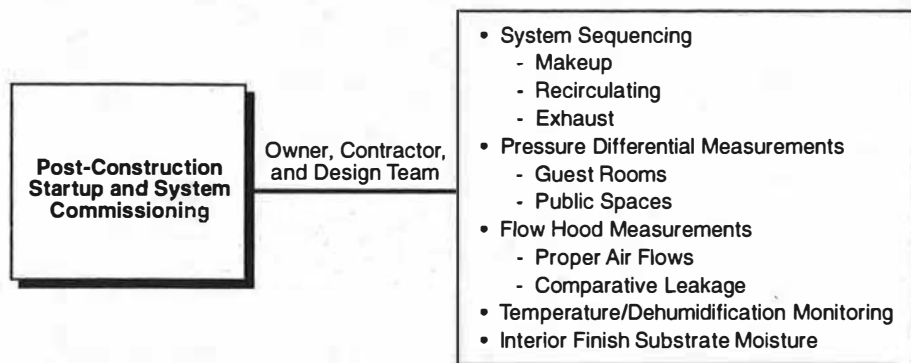 Post-Construction
Startup and System
Commissioning
Owner, Contractor,
and Design Team
• System Sequencing
- Makeup
- Recirculating
- Exhaust
• Pressure Differential Measurements
- Guest Rooms
- Public Spaces
• Flow Hood Measurements
- Proper Air Flows
- Comparative Leakage
• Temperature/Dehumidification Monitoring
• Interior Finish Substrate Moisture